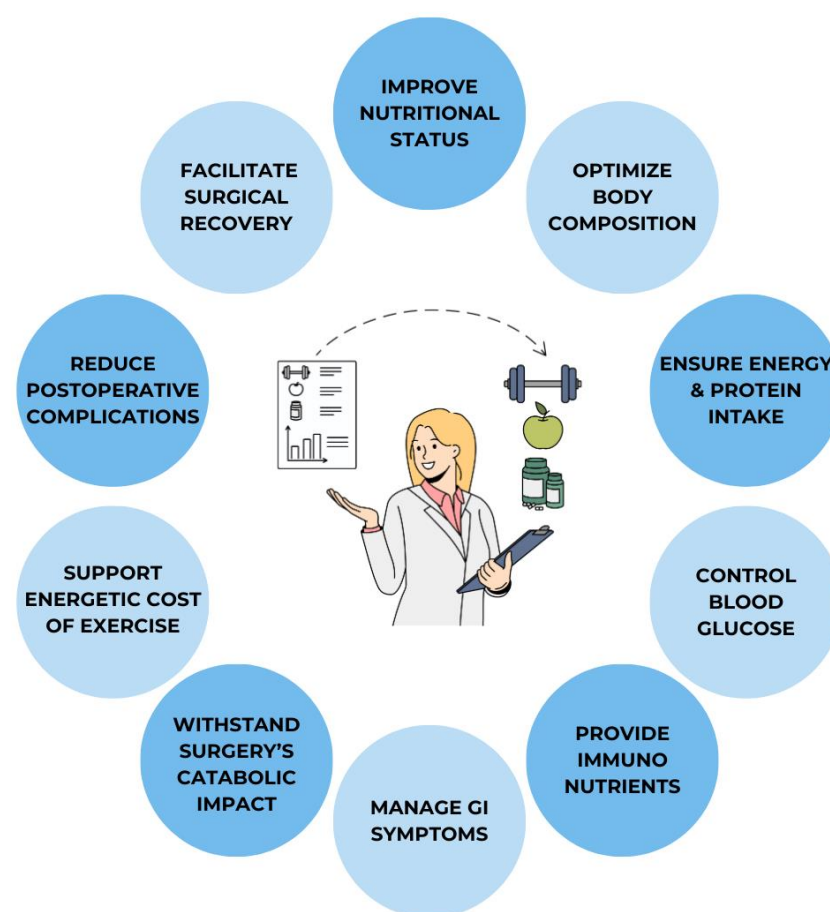 IMPROVE
NUTRITIONAL
STATUS
OPTIMIZE
BODY
COMPOSITION
ENSURE ENERGY
& PROTEIN
INTAKE
CONTROL
BLOOD
GLUCOSE
PROVIDE
IMMUNO
NUTRIENTS
MANAGE GI
SYMPTOMS
WITHSTAND
SURGERY’S
CATABOLIC
IMPACT
SUPPORT
ENERGETIC COST
OF EXERCISE
REDUCE
POSTOPERATIVE
COMPLICATIONS
FACILITATE
SURGICAL
RECOVERY